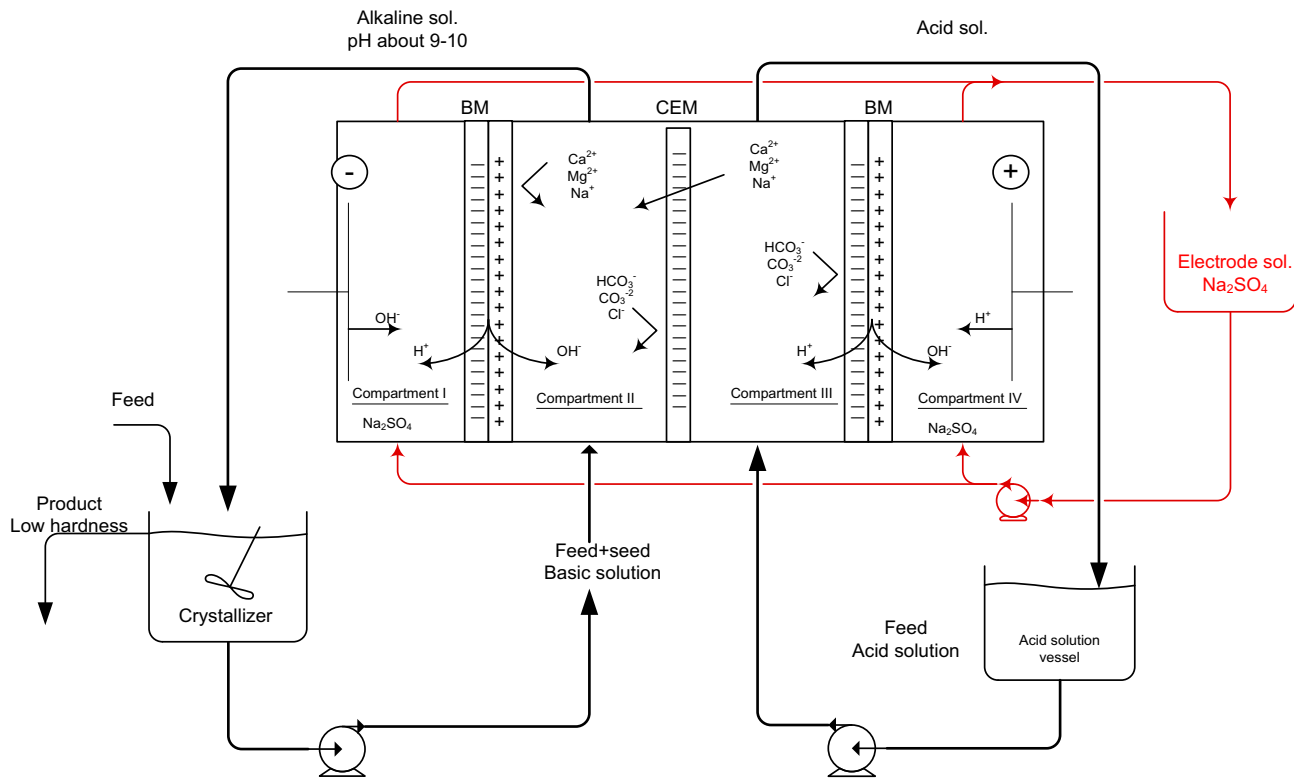 Alkaline sol.
pH about 9-10
Acid sol.
BM
CEM
BM
-
Ca²⁺
Mg²⁺
Na⁺
Ca²⁺
Mg²⁺
Na⁺
+
HCO₃⁻
CO₃⁻²
Cl⁻
HCO₃⁻
CO₃⁻²
Cl⁻
Electrode sol.
Na₂SO₄
OH⁻
H⁺
OH⁻
H⁺
OH⁻
H⁺
Compartment I
Na₂SO₄
Compartment II
Compartment III
Compartment IV
Na₂SO₄
Feed
Product
Low hardness
Crystallizer
Feed+seed
Basic solution
Feed
Acid solution
Acid solution
vessel